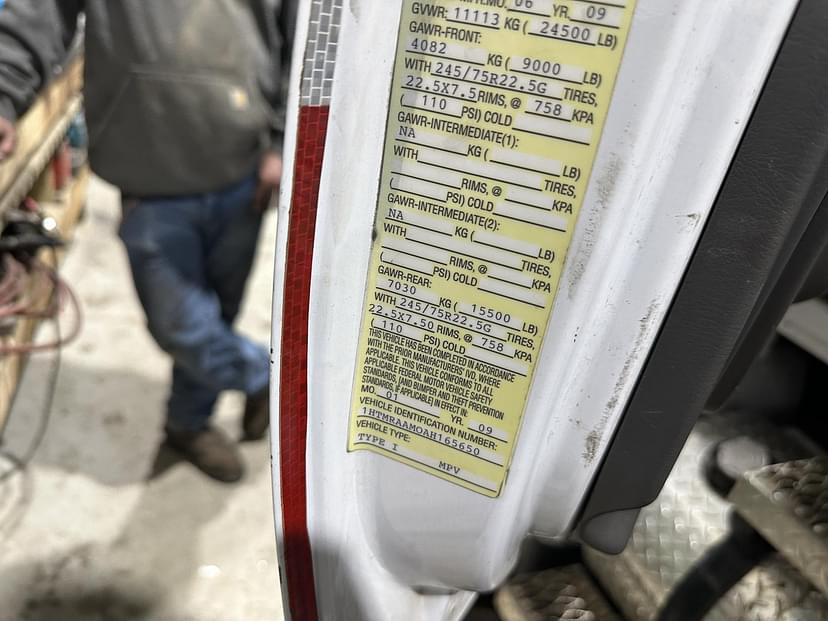 MFR.MO. 06 YR. 09
GVWR: 11113 KG ( 24500 LB)
GAWR-FRONT:
4082 KG ( 9000 LB)
WITH 245/75R22.5G TIRES,
22.5X7.5 RIMS, @ 758 KPA
( 110 PSI) COLD
GAWR-INTERMEDIATE(1):
NA KG ( LB)
WITH TIRES,
RIMS, @ KPA
( PSI) COLD
GAWR-INTERMEDIATE(2):
NA KG ( LB)
WITH TIRES,
RIMS, @ KPA
( PSI) COLD
GAWR-REAR:
7030 KG ( 15500 LB)
WITH 245/75R22.5G TIRES,
22.5X7.50 RIMS, @ 758 KPA
( 110 PSI) COLD
THIS VEHICLE HAS BEEN COMPLETED IN ACCORDANCE
WITH THE PRIOR MANUFACTURERS' IVD, WHERE
APPLICABLE. THIS VEHICLE CONFORMS TO ALL
APPLICABLE FEDERAL MOTOR VEHICLE SAFETY
STANDARDS, [AND BUMPER AND THEFT PREVENTION
STANDARDS, IF APPLICABLE] IN EFFECT IN:
MO. 01 YR. 09
VEHICLE IDENTIFICATION NUMBER:
1HTMRAAMOAH165650
VEHICLE TYPE:
TYPE I MPV